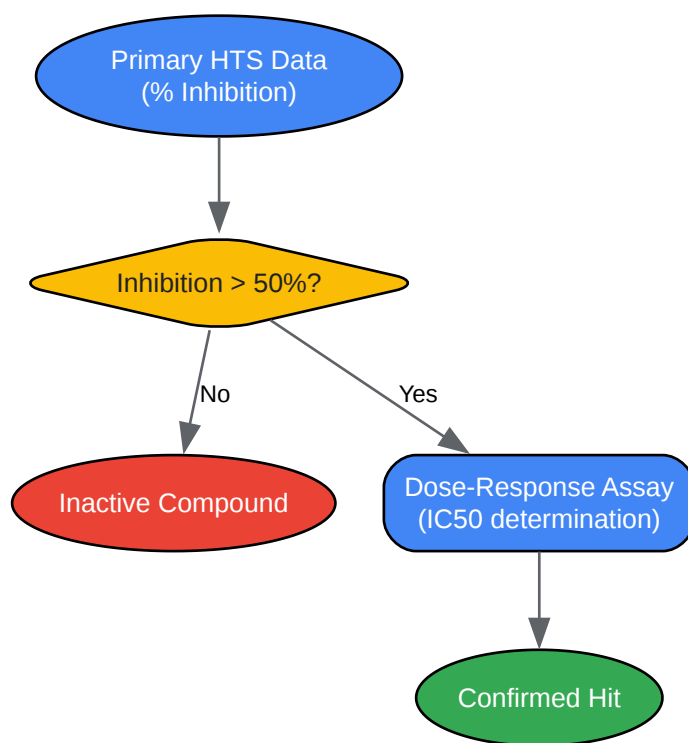 Primary HTS Data
(% Inhibition)
Inhibition > 50%?
No
Yes
Inactive Compound
Dose-Response Assay
(IC50 determination)
Confirmed Hit